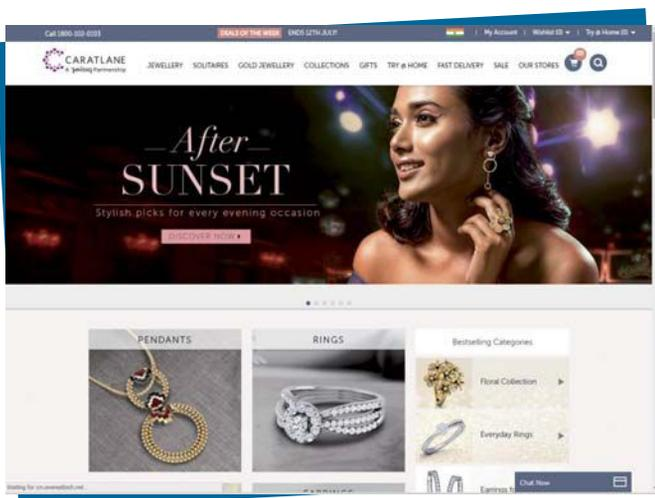 Call 1800-102-0103
DEALS OF THE WEEK ENDS 12TH JULY!
My Account | Wishlist (0) | Try @ Home (0)
CARATLANE
A Partnership
JEWELLERY SOLITAIRES GOLD JEWELLERY COLLECTIONS GIFTS TRY @ HOME FAST DELIVERY SALE OUR STORES
After
SUNSET
Stylish picks for every evening occasion
DISCOVER NOW
PENDANTS
RINGS
Bestselling Categories
Floral Collection
Everyday Rings
Earrings
Chat Now
EARRINGS